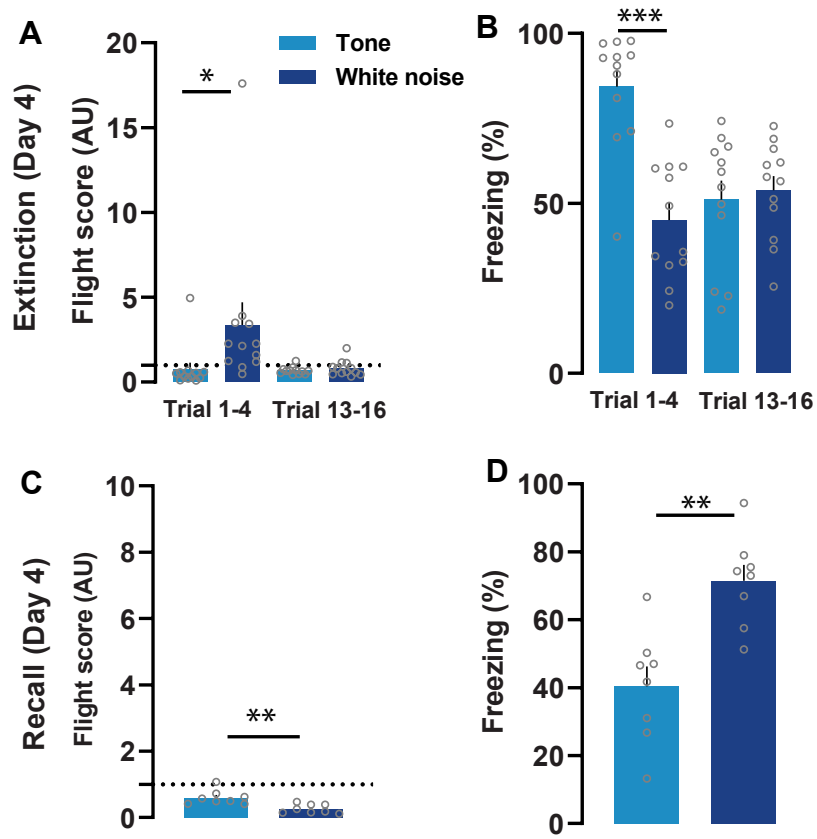 A
Extinction (Day 4)
Flight score (AU)
20
15
10
5
0
*
Tone
White noise
Trial 1-4
Trial 13-16
B
Freezing (%)
100
50
0
***
Trial 1-4
Trial 13-16
C
Recall (Day 4)
Flight score (AU)
10
8
6
4
2
0
**
D
Freezing (%)
100
80
60
40
20
0
**